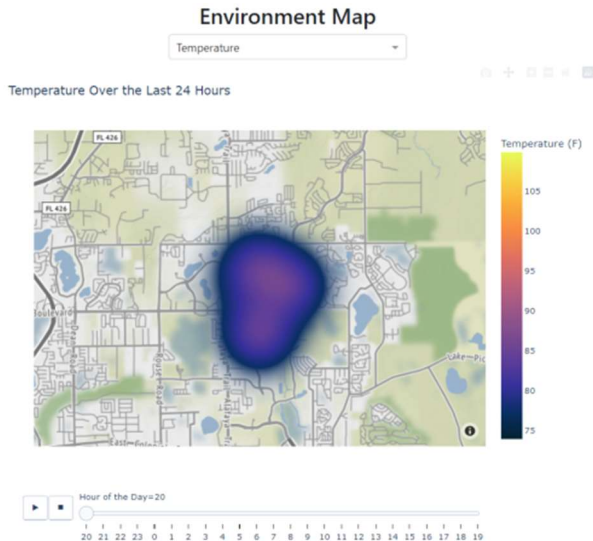 Environment Map
Temperature
Temperature Over the Last 24 Hours
Temperature (F)
FL 426
FL 426
105
100
95
90
85
80
75
Hour of the Day=20
20 21 22 23 0 1 2 3 4 5 6 7 8 9 10 11 12 13 14 15 16 17 18 19